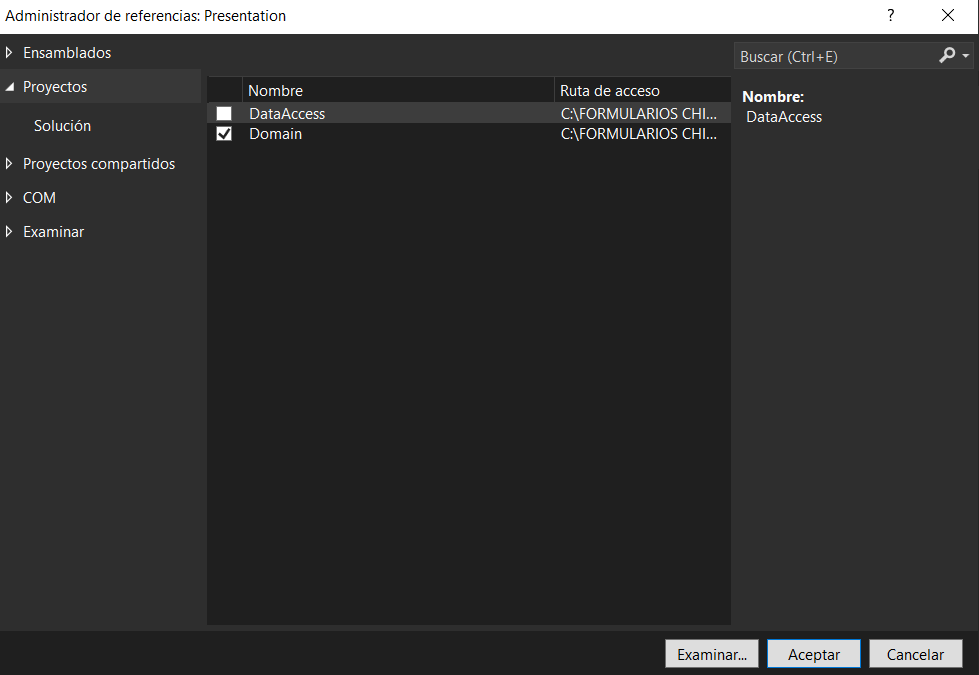 Administrador de referencias: Presentation
?
Ensamblados
Proyectos
Solución
Proyectos compartidos
COM
Examinar
Nombre Ruta de acceso
DataAccess C:\FORMULARIOS CHI...
Domain C:\FORMULARIOS CHI...
Buscar (Ctrl+E)
Nombre:
DataAccess
Examinar... Aceptar Cancelar